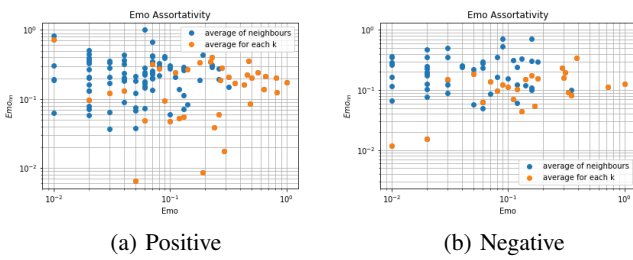 Emo Assortativity
average of neighbours
average for each k
10⁰
10⁻¹
10⁻²
Emo_nn
10⁻²
10⁻¹
10⁰
Emo
(a) Positive
Emo Assortativity
10⁰
10⁻¹
10⁻²
Emo_nn
average of neighbours
average for each k
10⁻²
10⁻¹
10⁰
Emo
(b) Negative